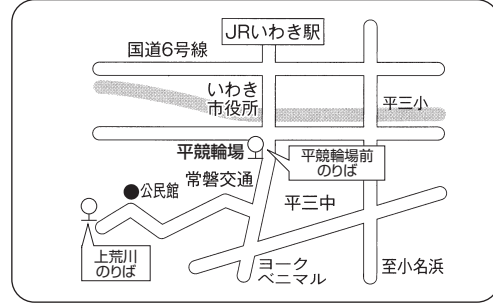 JRいわき駅
国道6号線
いわき
市役所
平三小
平競輪場
平競輪場前
のりば
常磐交通
公民館
平三中
上荒川
のりば
ヨーク
ベニマル
至小名浜